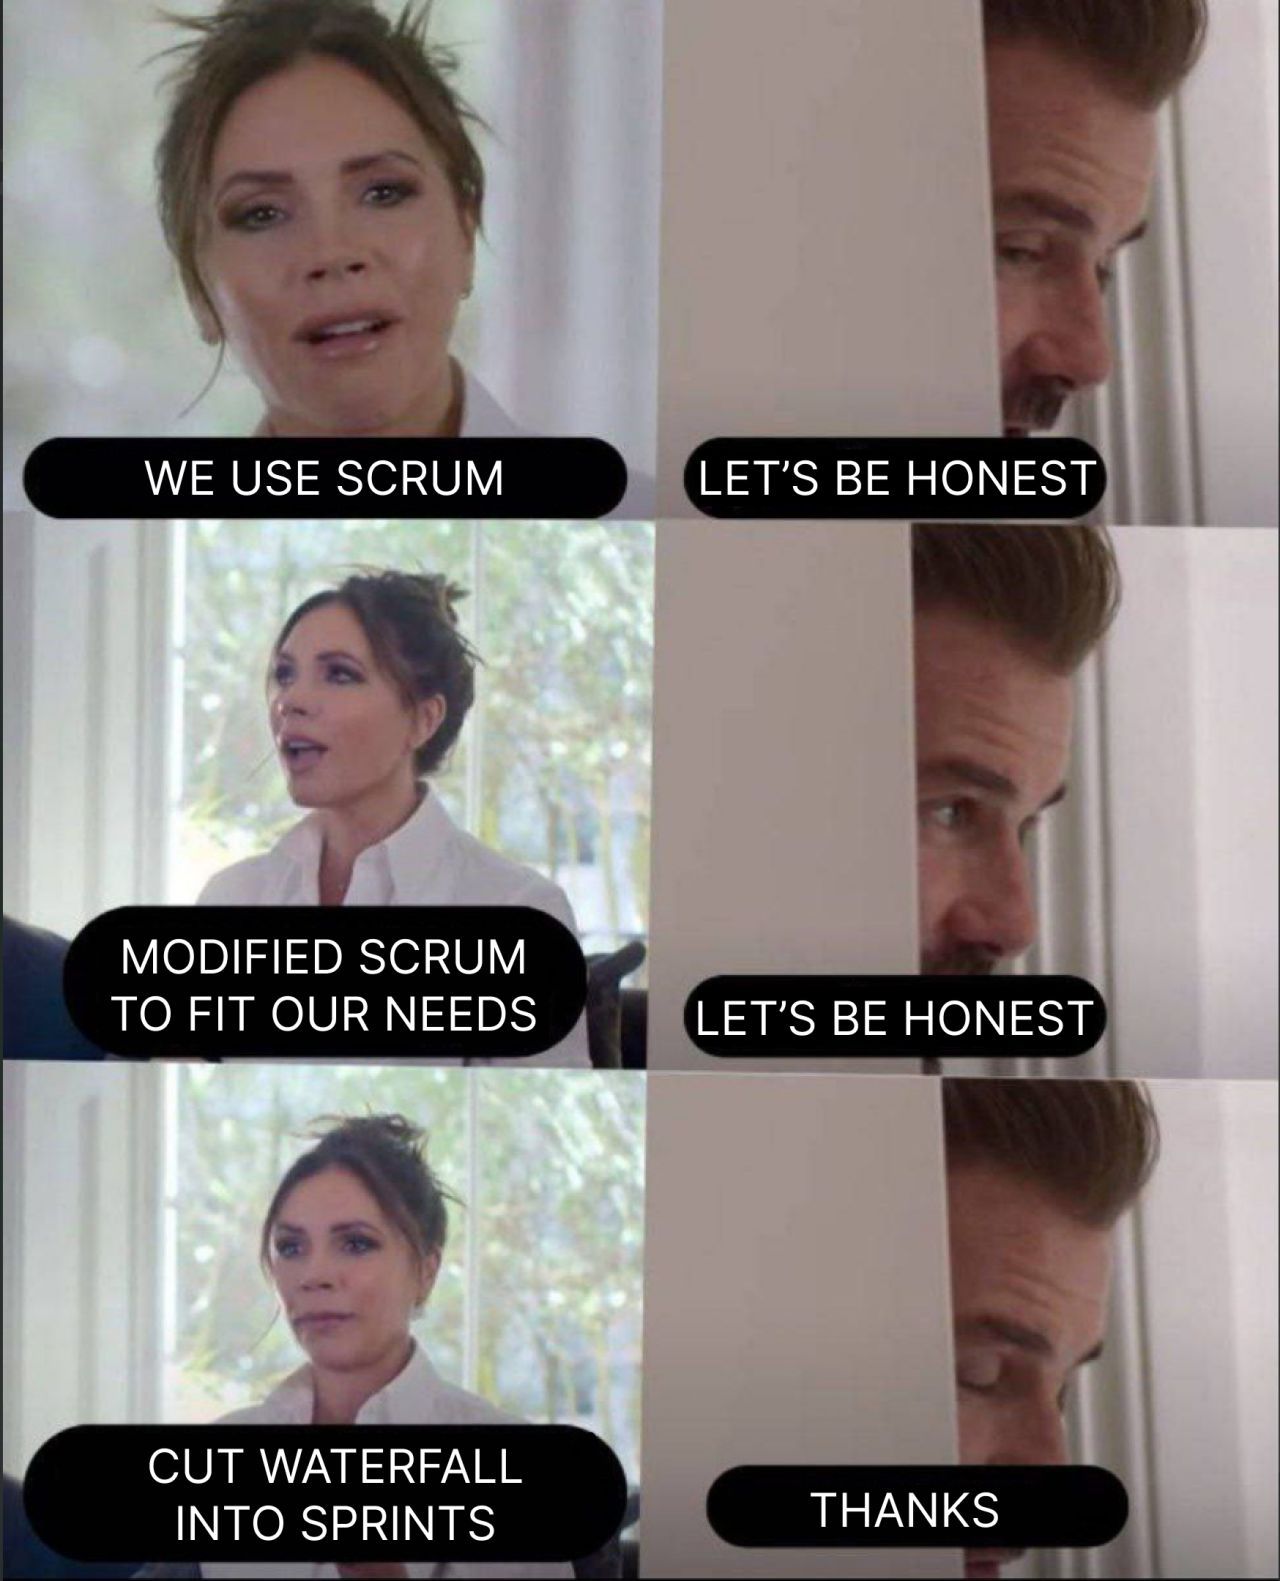 WE USE SCRUM
LET’S BE HONEST
MODIFIED SCRUM
TO FIT OUR NEEDS
LET’S BE HONEST
CUT WATERFALL
INTO SPRINTS
THANKS